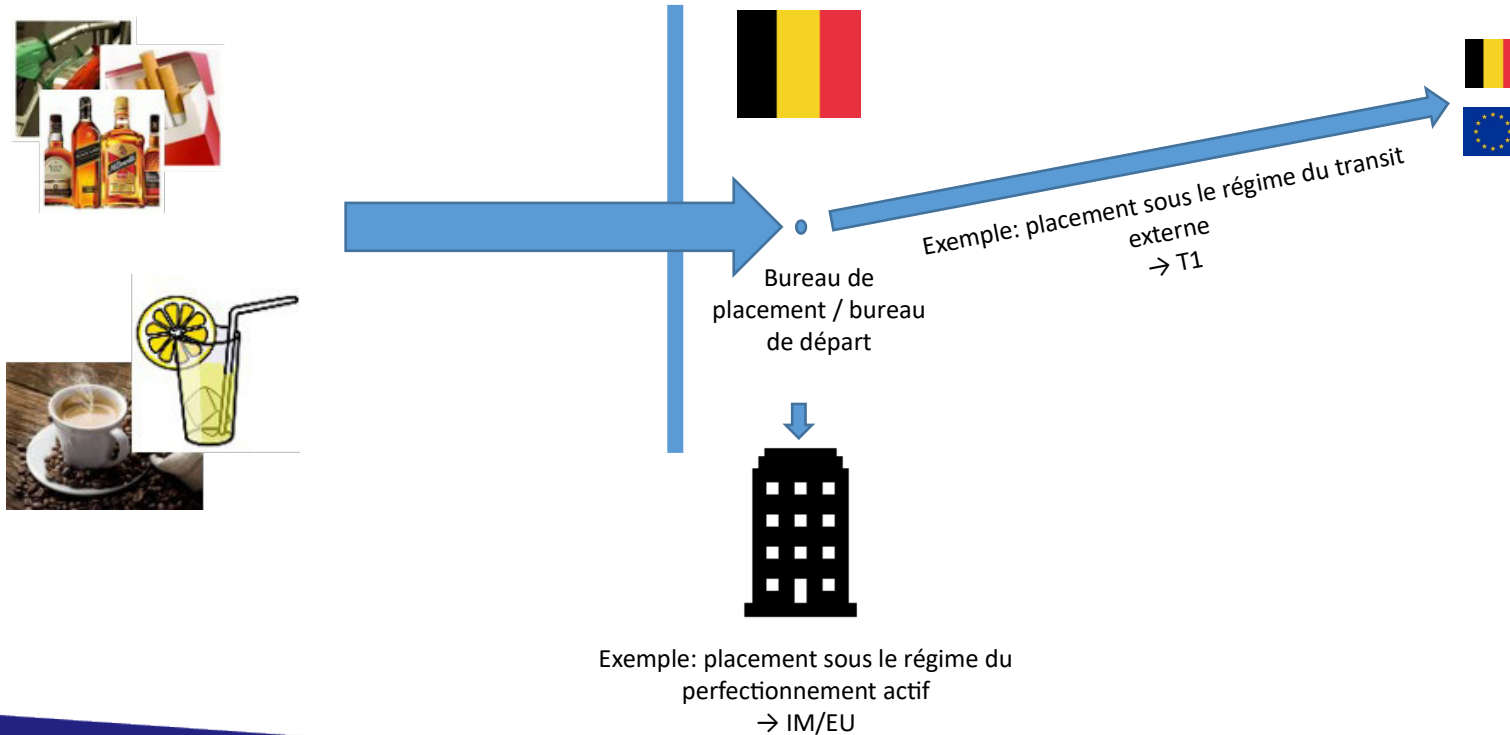 Exemple: placement sous le régime du transit
externe
→ T1
Bureau de
placement / bureau
de départ
Exemple: placement sous le régime du
perfectionnement actif
→ IM/EU